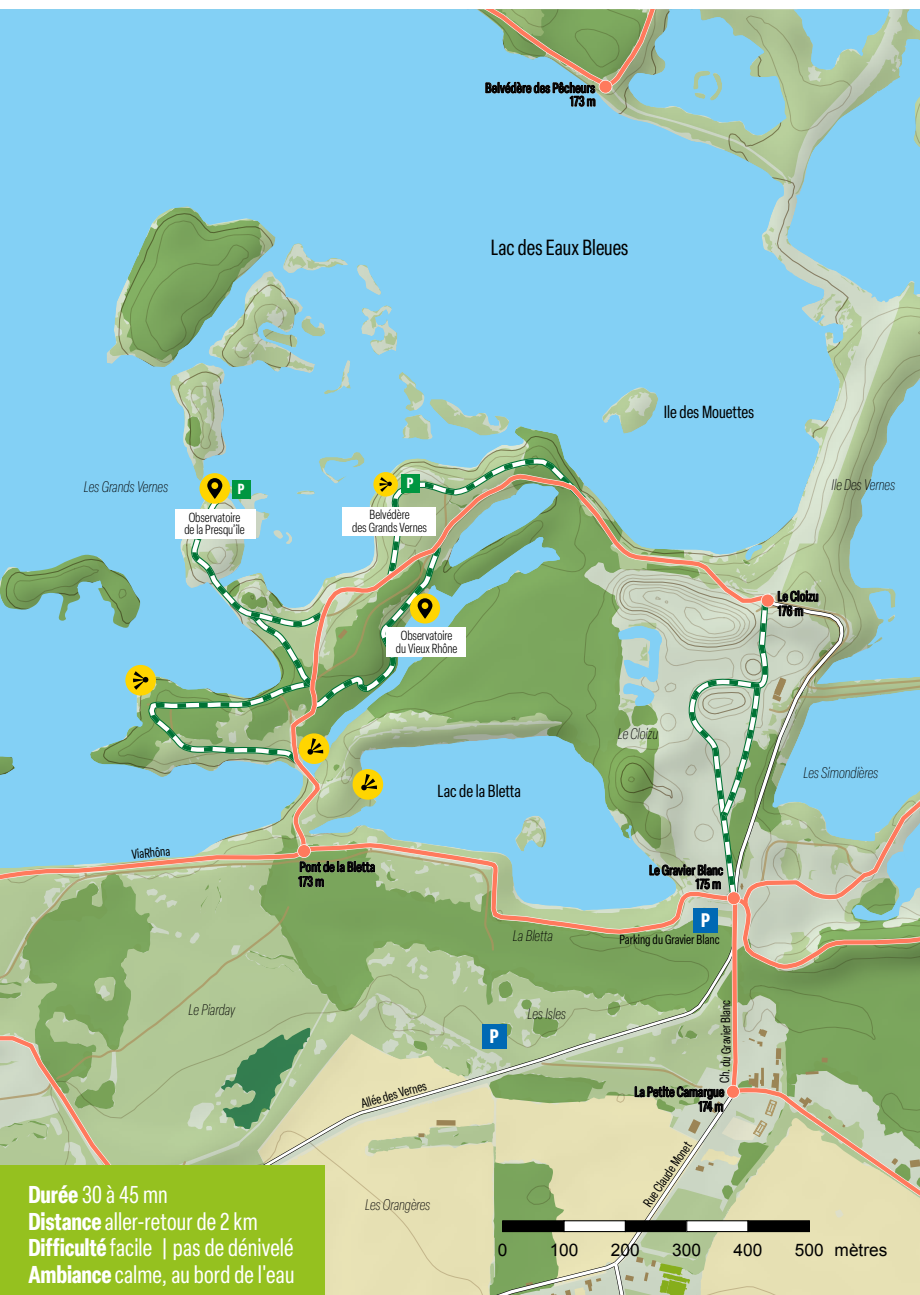 Belvédère des Pêcheurs
173 m
Lac des Eaux Bleues
Ile des Mouettes
Les Grands Vernes
P
Observatoire
de la Presqu'île
P
Belvédère
des Grands Vernes
Ile Des Vernes
Le Cloizu
176 m
Observatoire
du Vieux Rhône
Le Cloizu
Les Simondières
Lac de la Bletta
ViaRhôna
Pont de la Bletta
173 m
Le Gravier Blanc
175 m
P
Parking du Gravier Blanc
La Bletta
Le Piarday
Les Isles
P
Ch. du Gravier Blanc
Allée des Vernes
La Petite Camargue
174 m
Rue Claude Monet
Les Orangères
Durée 30 à 45 mn
Distance aller-retour de 2 km
Difficulté facile | pas de dénivelé
Ambiance calme, au bord de l'eau
0 100 200 300 400 500 mètres